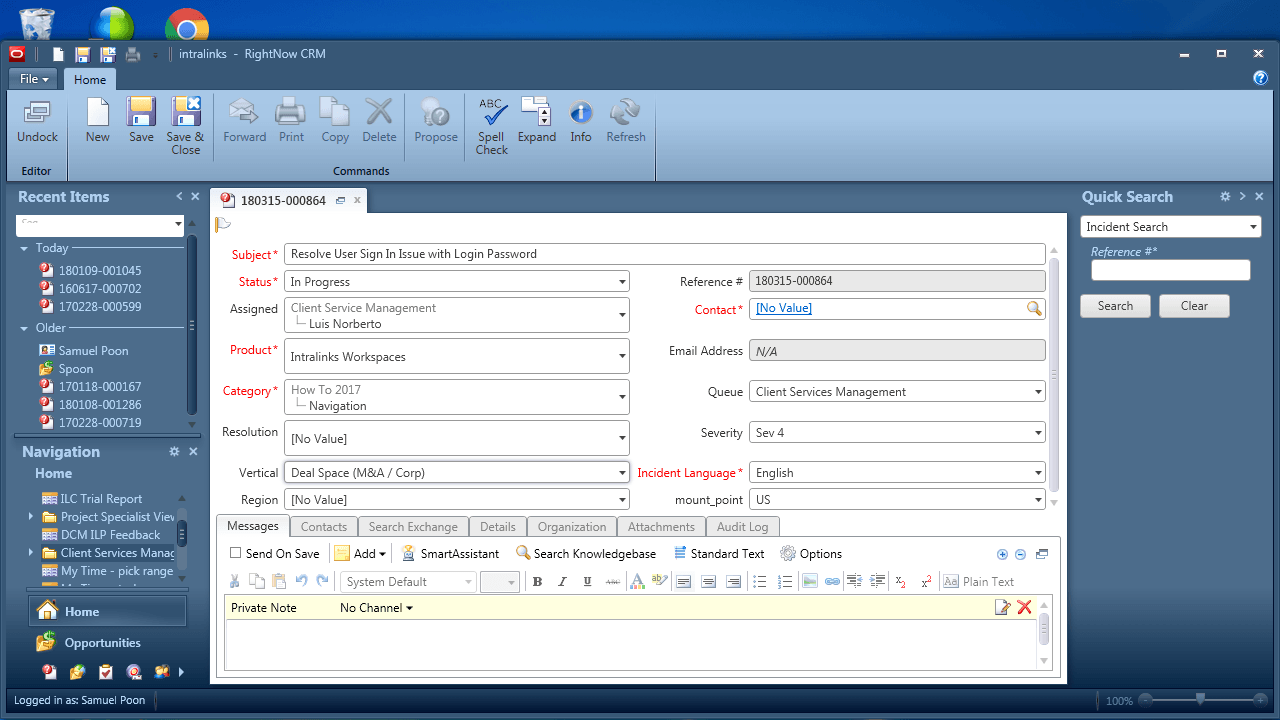 intralinks - RightNow CRM
File
Home
Undock
New
Save
Save & Close
Forward
Print
Copy
Delete
Propose
ABC
Spell Check
Expand
Info
Refresh
Editor
Commands
Recent Items
Today
180109-001045
160617-000702
170228-000599
Older
Samuel Poon
Spoon
170118-000167
180108-001286
170228-000719
Navigation
Home
ILC Trial Report
Project Specialist View
DCM ILP Feedback
Client Services Manag
My Time - pick range
Home
Opportunities
180315-000864
Subject* Resolve User Sign In Issue with Login Password
Status* In Progress
Reference # 180315-000864
Assigned Client Service Management
Luis Norberto
Contact* [No Value]
Product* Intralinks Workspaces
Email Address N/A
Category* How To 2017
Navigation
Queue Client Services Management
Resolution [No Value]
Severity Sev 4
Vertical Deal Space (M&A / Corp)
Incident Language* English
Region [No Value]
mount_point US
Messages Contacts Search Exchange Details Organization Attachments Audit Log
Send On Save Add SmartAssistant Search Knowledgebase Standard Text Options
System Default B I U ABC A ab x2 x2 Aa Plain Text
Private Note No Channel
Quick Search
Incident Search
Reference #*
Search Clear
Logged in as: Samuel Poon
100%